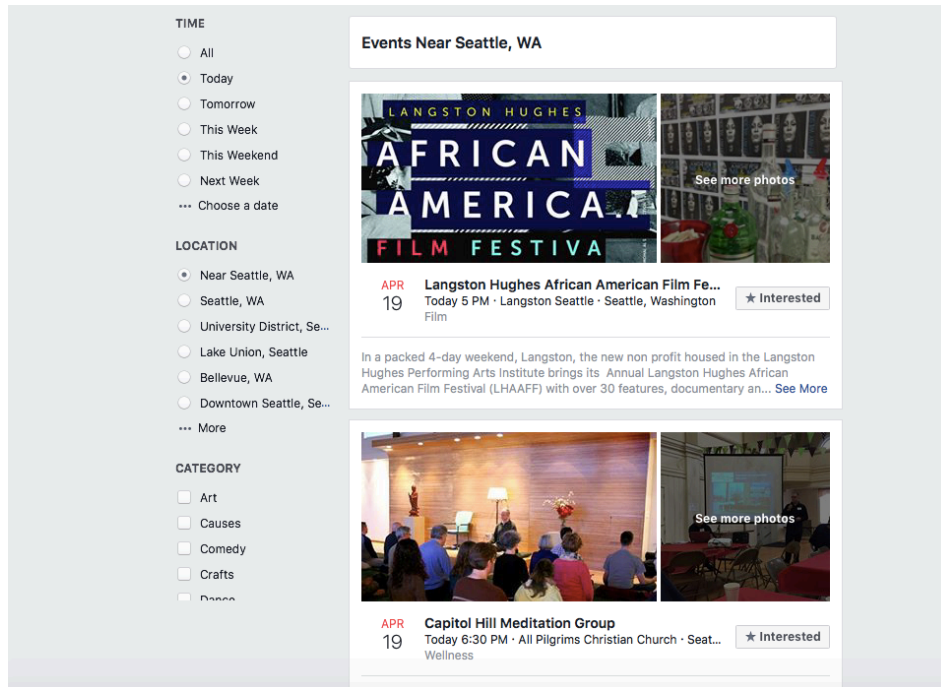 TIME
All
Today
Tomorrow
This Week
This Weekend
Next Week
Choose a date
LOCATION
Near Seattle, WA
Seattle, WA
University District, Se...
Lake Union, Seattle
Bellevue, WA
Downtown Seattle, Se...
More
CATEGORY
Art
Causes
Comedy
Crafts
Dance
Events Near Seattle, WA
LANGSTON HUGHES
AFRICAN
AMERICA
FILM FESTIVA
See more photos
APR
19
Langston Hughes African American Film Fe...
Today 5 PM · Langston Seattle · Seattle, Washington
Film
★ Interested
In a packed 4-day weekend, Langston, the new non profit housed in the Langston
Hughes Performing Arts Institute brings its Annual Langston Hughes African
American Film Festival (LHAAFF) with over 30 features, documentary an... See More
See more photos
APR
19
Capitol Hill Meditation Group
Today 6:30 PM · All Pilgrims Christian Church · Seat...
Wellness
★ Interested